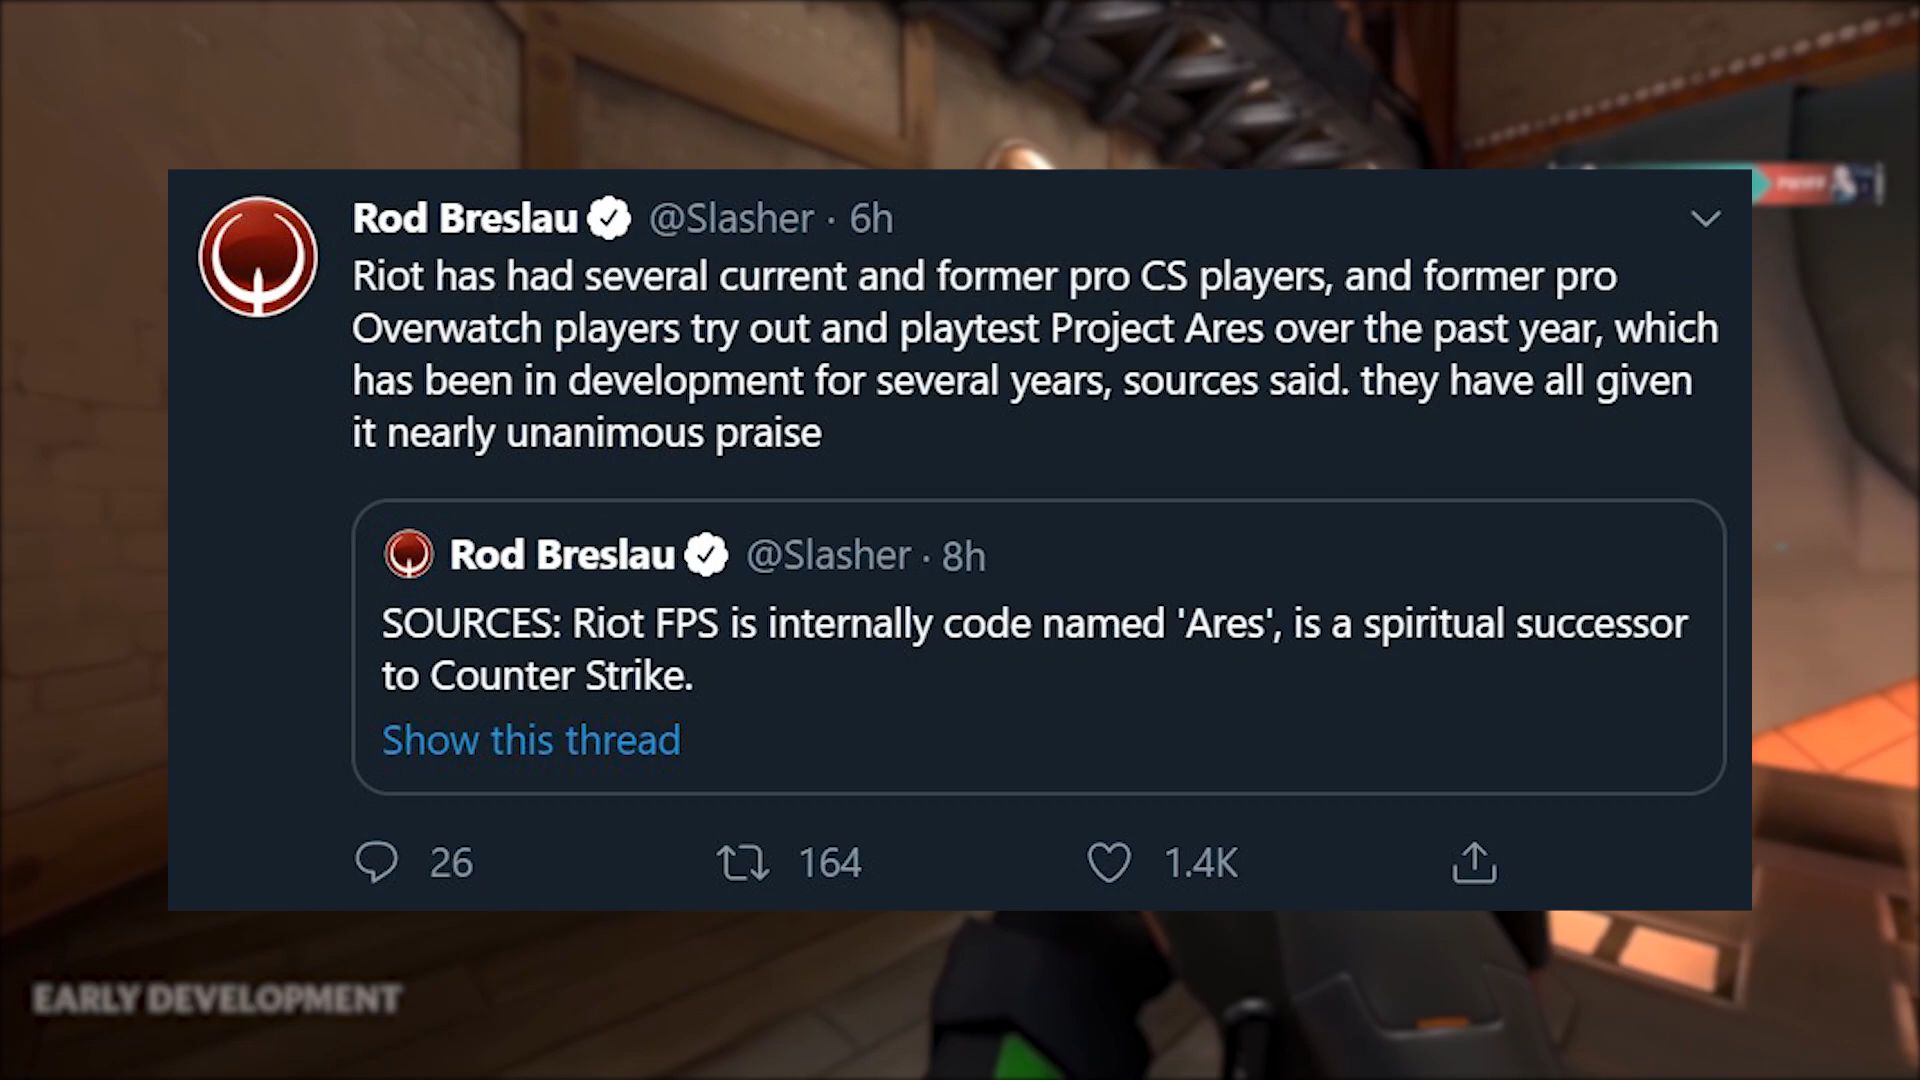 Rod Breslau @Slasher · 6h
Riot has had several current and former pro CS players, and former pro
Overwatch players try out and playtest Project Ares over the past year, which
has been in development for several years, sources said. they have all given
it nearly unanimous praise
Rod Breslau @Slasher · 8h
SOURCES: Riot FPS is internally code named 'Ares', is a spiritual successor
to Counter Strike.
Show this thread
26 164 1.4K
EARLY DEVELOPMENT